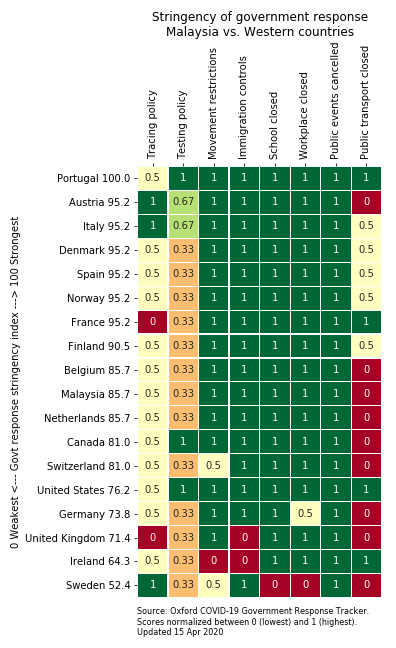 Stringency of government response
Malaysia vs. Western countries
Tracing policy
Testing policy
Movement restrictions
Immigration controls
School closed
Workplace closed
Public events cancelled
Public transport closed
0 Weakest <--- Govt response stringency index ---> 100 Strongest
Portugal 100.0 0.5 1 1 1 1 1 1 1
Austria 95.2 1 0.67 1 1 1 1 1 0
Italy 95.2 1 0.67 1 1 1 1 1 0.5
Denmark 95.2 0.5 0.33 1 1 1 1 1 0.5
Spain 95.2 0.5 0.33 1 1 1 1 1 0.5
Norway 95.2 0.5 0.33 1 1 1 1 1 0.5
France 95.2 0 0.33 1 1 1 1 1 1
Finland 90.5 0.5 0.33 1 1 1 1 1 0.5
Belgium 85.7 0.5 0.33 1 1 1 1 1 0
Malaysia 85.7 0.5 0.33 1 1 1 1 1 0
Netherlands 85.7 0.5 0.33 1 1 1 1 1 0
Canada 81.0 0.5 1 1 1 1 1 1 0
Switzerland 81.0 0.5 0.33 0.5 1 1 1 1 0
United States 76.2 0.5 1 1 1 1 1 1 1
Germany 73.8 0.5 0.33 1 1 1 0.5 1 0
United Kingdom 71.4 0 0.33 1 0 1 1 1 0
Ireland 64.3 0.5 0.33 0 0 1 1 1 1
Sweden 52.4 1 0.33 0.5 1 0 0 1 0
Source: Oxford COVID-19 Government Response Tracker.
Scores normalized between 0 (lowest) and 1 (highest).
Updated 15 Apr 2020